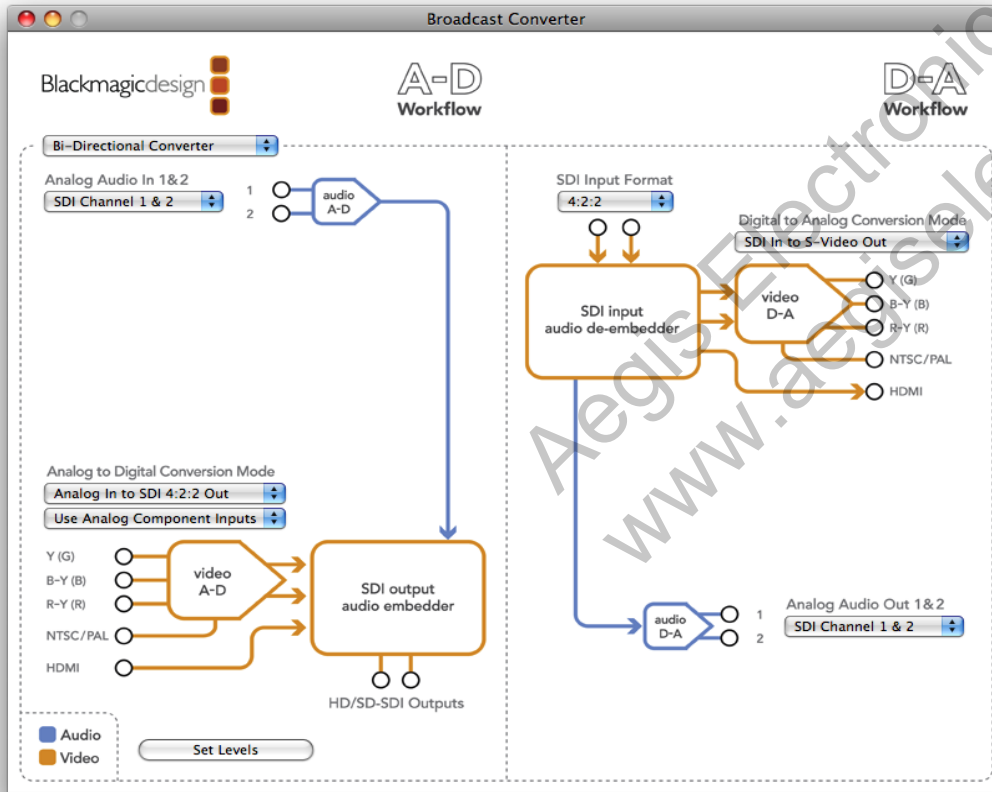 Broadcast Converter
Blackmagicdesign
A-D
Workflow
D-A
Workflow
Bi-Directional Converter
Analog Audio In 1&2
SDI Channel 1 & 2
1
2
audio
A-D
Analog to Digital Conversion Mode
Analog In to SDI 4:2:2 Out
Use Analog Component Inputs
Y (G)
B-Y (B)
R-Y (R)
NTSC/PAL
HDMI
video
A-D
SDI output
audio embedder
HD/SD-SDI Outputs
Audio
Video
Set Levels
SDI Input Format
4:2:2
Digital to Analog Conversion Mode
SDI In to S-Video Out
SDI input
audio de-embedder
video
D-A
Y (G)
B-Y (B)
R-Y (R)
NTSC/PAL
HDMI
audio
D-A
1
2
Analog Audio Out 1&2
SDI Channel 1 & 2
Aegis